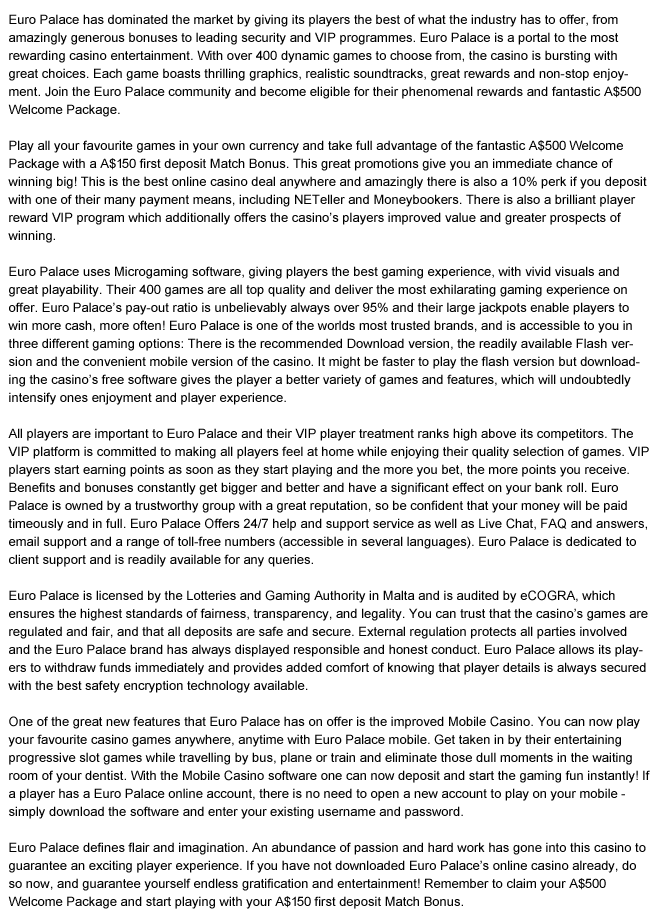 Euro Palace has dominated the market by giving its players the best of what the industry has to offer, from
amazingly generous bonuses to leading security and VIP programmes. Euro Palace is a portal to the most
rewarding casino entertainment. With over 400 dynamic games to choose from, the casino is bursting with
great choices. Each game boasts thrilling graphics, realistic soundtracks, great rewards and non-stop enjoy-
ment. Join the Euro Palace community and become eligible for their phenomenal rewards and fantastic A$500
Welcome Package.

Play all your favourite games in your own currency and take full advantage of the fantastic A$500 Welcome
Package with a A$150 first deposit Match Bonus. This great promotions give you an immediate chance of
winning big! This is the best online casino deal anywhere and amazingly there is also a 10% perk if you deposit
with one of their many payment means, including NETeller and Moneybookers. There is also a brilliant player
reward VIP program which additionally offers the casino's players improved value and greater prospects of
winning.

Euro Palace uses Microgaming software, giving players the best gaming experience, with vivid visuals and
great playability. Their 400 games are all top quality and deliver the most exhilarating gaming experience on
offer. Euro Palace's pay-out ratio is unbelievably always over 95% and their large jackpots enable players to
win more cash, more often! Euro Palace is one of the worlds most trusted brands, and is accessible to you in
three different gaming options: There is the recommended Download version, the readily available Flash ver-
sion and the convenient mobile version of the casino. It might be faster to play the flash version but download-
ing the casino's free software gives the player a better variety of games and features, which will undoubtedly
intensify ones enjoyment and player experience.

All players are important to Euro Palace and their VIP player treatment ranks high above its competitors. The
VIP platform is committed to making all players feel at home while enjoying their quality selection of games. VIP
players start earning points as soon as they start playing and the more you bet, the more points you receive.
Benefits and bonuses constantly get bigger and better and have a significant effect on your bank roll. Euro
Palace is owned by a trustworthy group with a great reputation, so be confident that your money will be paid
timeously and in full. Euro Palace Offers 24/7 help and support service as well as Live Chat, FAQ and answers,
email support and a range of toll-free numbers (accessible in several languages). Euro Palace is dedicated to
client support and is readily available for any queries.

Euro Palace is licensed by the Lotteries and Gaming Authority in Malta and is audited by eCOGRA, which
ensures the highest standards of fairness, transparency, and legality. You can trust that the casino's games are
regulated and fair, and that all deposits are safe and secure. External regulation protects all parties involved
and the Euro Palace brand has always displayed responsible and honest conduct. Euro Palace allows its play-
ers to withdraw funds immediately and provides added comfort of knowing that player details is always secured
with the best safety encryption technology available.

One of the great new features that Euro Palace has on offer is the improved Mobile Casino. You can now play
your favourite casino games anywhere, anytime with Euro Palace mobile. Get taken in by their entertaining
progressive slot games while travelling by bus, plane or train and eliminate those dull moments in the waiting
room of your dentist. With the Mobile Casino software one can now deposit and start the gaming fun instantly! If
a player has a Euro Palace online account, there is no need to open a new account to play on your mobile -
simply download the software and enter your existing username and password.

Euro Palace defines flair and imagination. An abundance of passion and hard work has gone into this casino to
guarantee an exciting player experience. If you have not downloaded Euro Palace's online casino already, do
so now, and guarantee yourself endless gratification and entertainment! Remember to claim your A$500
Welcome Package and start playing with your A$150 first deposit Match Bonus.